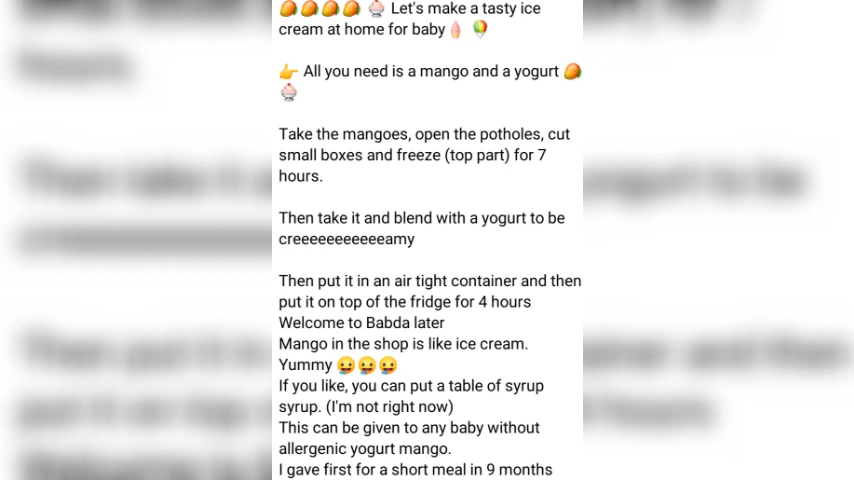 🥭🥭🥭🥭 🍨 Let's make a tasty ice
cream at home for baby🍦 🍧
👉 All you need is a mango and a yogurt 🥭
🍨
Take the mangoes, open the potholes, cut
small boxes and freeze (top part) for 7
hours.
Then take it and blend with a yogurt to be
creeeeeeeeeeeamy
Then put it in an air tight container and then
put it on top of the fridge for 4 hours
Welcome to Babda later
Mango in the shop is like ice cream.
Yummy 🤤🤤🤤
If you like, you can put a table of syrup
syrup. (I'm not right now)
This can be given to any baby without
allergenic yogurt mango.
I gave first for a short meal in 9 months